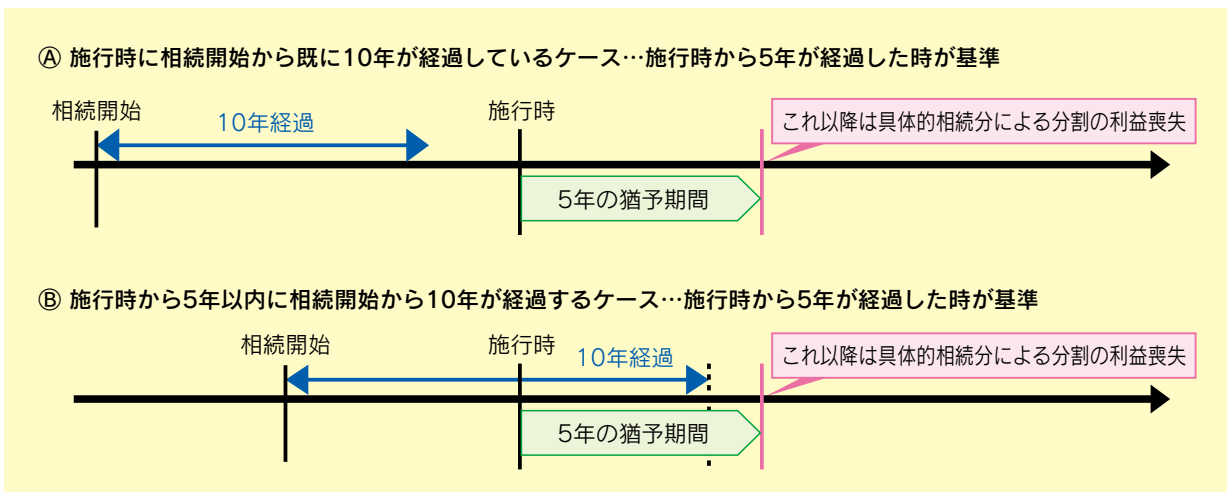 Ⓐ 施行時に相続開始から既に10年が経過しているケース…施行時から5年が経過した時が基準
相続開始
10年経過
施行時
これ以降は具体的相続分による分割の利益喪失
5年の猶予期間
Ⓑ 施行時から5年以内に相続開始から10年が経過するケース…施行時から5年が経過した時が基準
相続開始
施行時
10年経過
これ以降は具体的相続分による分割の利益喪失
5年の猶予期間